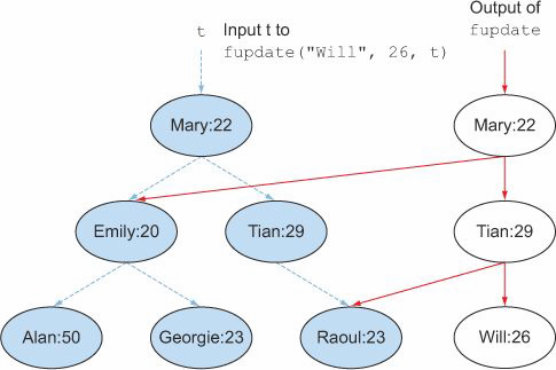 t
Input t to
fupdate("Will", 26, t)
Output of
fupdate
Mary:22
Mary:22
Emily:20
Tian:29
Tian:29
Alan:50
Georgie:23
Raoul:23
Will:26